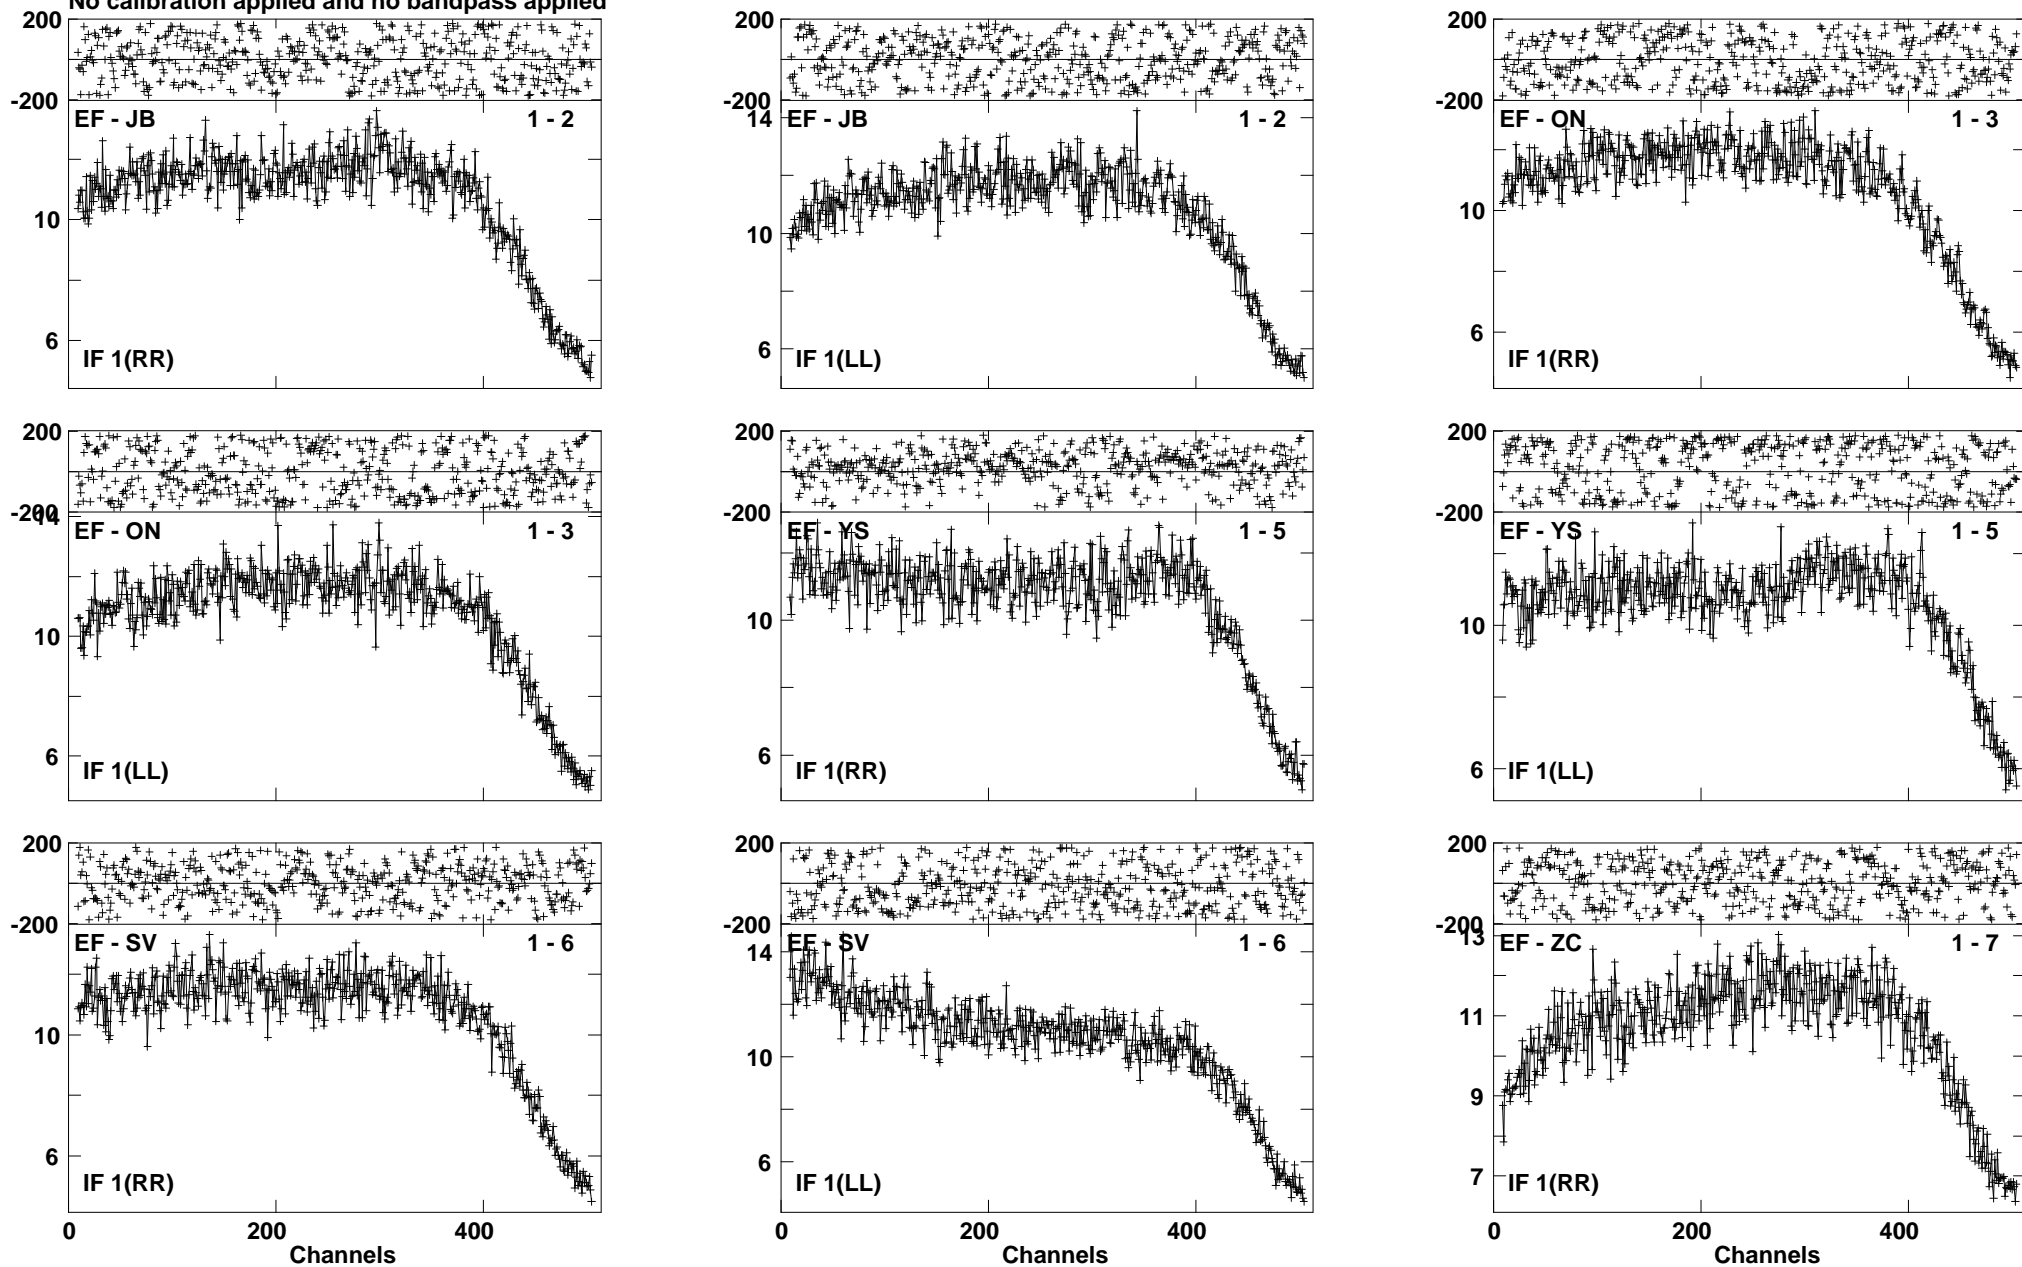 No calibration applied and no bandpass applied
200 200 200
-200 -200 -200
EF - JB 1 - 2 EF - JB 1 - 2 EF - ON 1 - 3
14
10 10 10
6 6 6
IF 1(RR) IF 1(LL) IF 1(RR)
200 200 200
-200 -200 -200
14
EF - ON 1 - 3 EF - YS 1 - 5 EF - YS 1 - 5
10 10 10
6 6 6
IF 1(LL) IF 1(RR) IF 1(LL)
200 200 200
-200 -200 -200
13
EF - SV 1 - 6 EF - SV 1 - 6 EF - ZC 1 - 7
14
11
10 10
9
6 6 7
IF 1(RR) IF 1(LL) IF 1(RR)
0 200 400 0 200 400 0 200 400
Channels Channels Channels